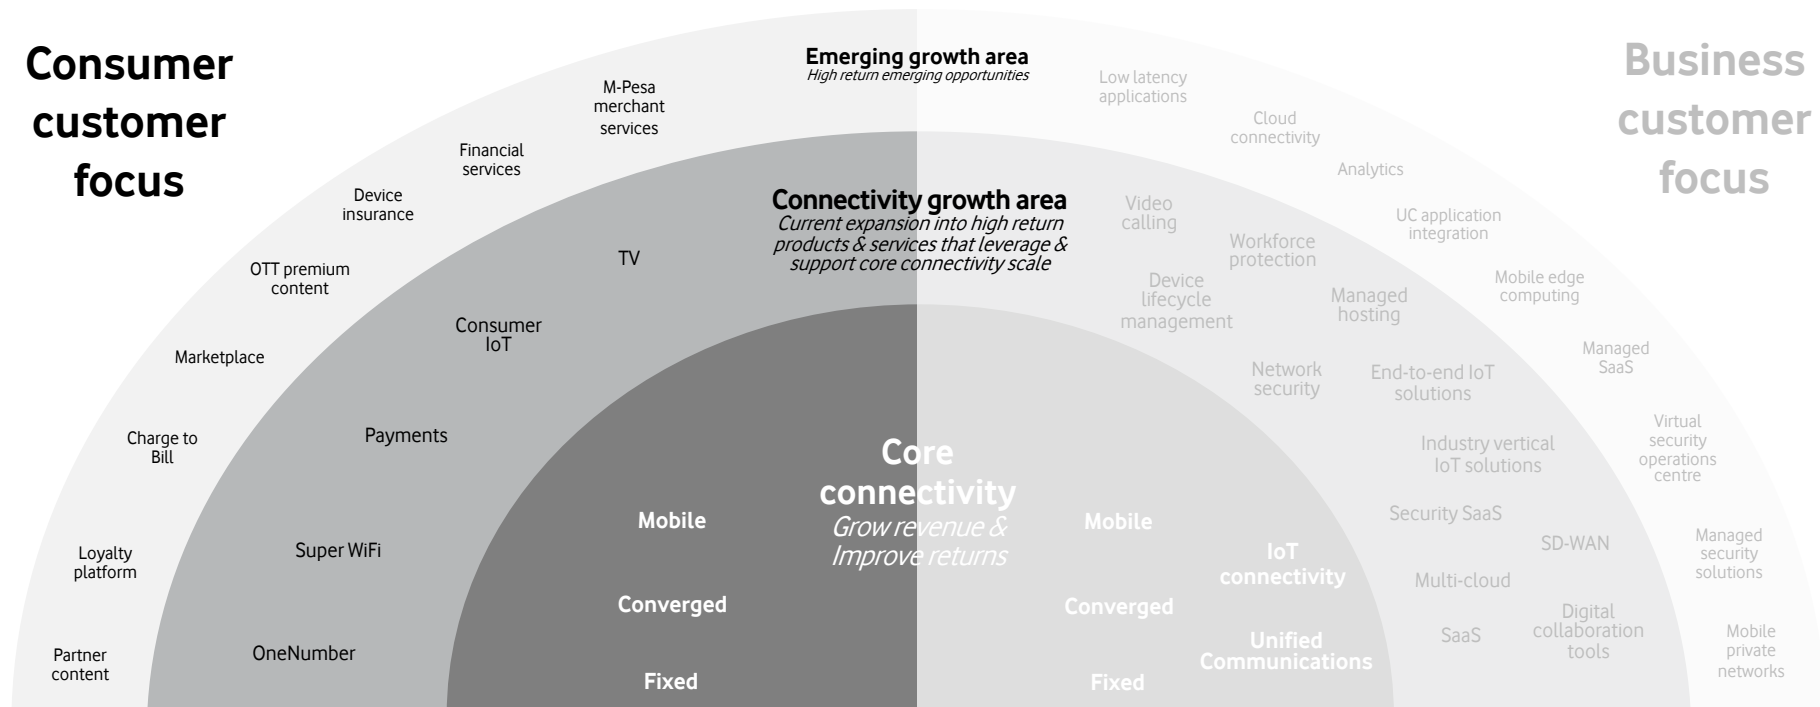 Consumer
customer
focus
Emerging growth area
High return emerging opportunities
M-Pesa
merchant
services
Financial
services
Device
insurance
OTT premium
content
Marketplace
Charge to
Bill
Loyalty
platform
Partner
content
Connectivity growth area
Current expansion into high return
products & services that leverage &
support core connectivity scale
TV
Consumer
IoT
Payments
Super WiFi
OneNumber
Core
connectivity
Grow revenue &
Improve returns
Mobile
Converged
Fixed
Mobile
Converged
Fixed
IoT
connectivity
Unified
Communications
Video
calling
Workforce
protection
Device
lifecycle
management
Managed
hosting
Network
security
End-to-end IoT
solutions
Industry vertical
IoT solutions
Security SaaS
SD-WAN
Multi-cloud
SaaS
Digital
collaboration
tools
Low latency
applications
Cloud
connectivity
Analytics
UC application
integration
Mobile edge
computing
Managed
SaaS
Virtual
security
operations
centre
Managed
security
solutions
Mobile
private
networks
Business
customer
focus